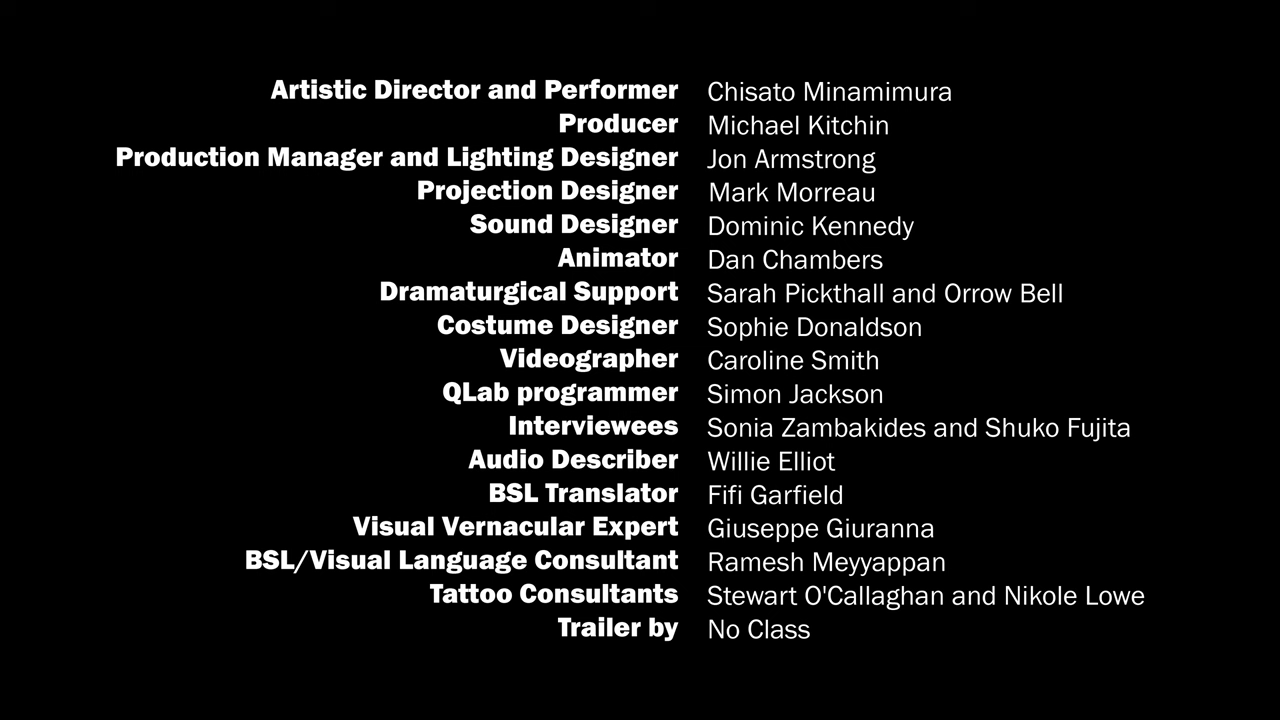 Artistic Director and Performer Chisato Minamimura
Producer Michael Kitchin
Production Manager and Lighting Designer Jon Armstrong
Projection Designer Mark Morreau
Sound Designer Dominic Kennedy
Animator Dan Chambers
Dramaturgical Support Sarah Pickthall and Orrow Bell
Costume Designer Sophie Donaldson
Videographer Caroline Smith
QLab programmer Simon Jackson
Interviewees Sonia Zambakides and Shuko Fujita
Audio Describer Willie Elliot
BSL Translator Fifi Garfield
Visual Vernacular Expert Giuseppe Giuranna
BSL/Visual Language Consultant Ramesh Meyyappan
Tattoo Consultants Stewart O'Callaghan and Nikole Lowe
Trailer by No Class